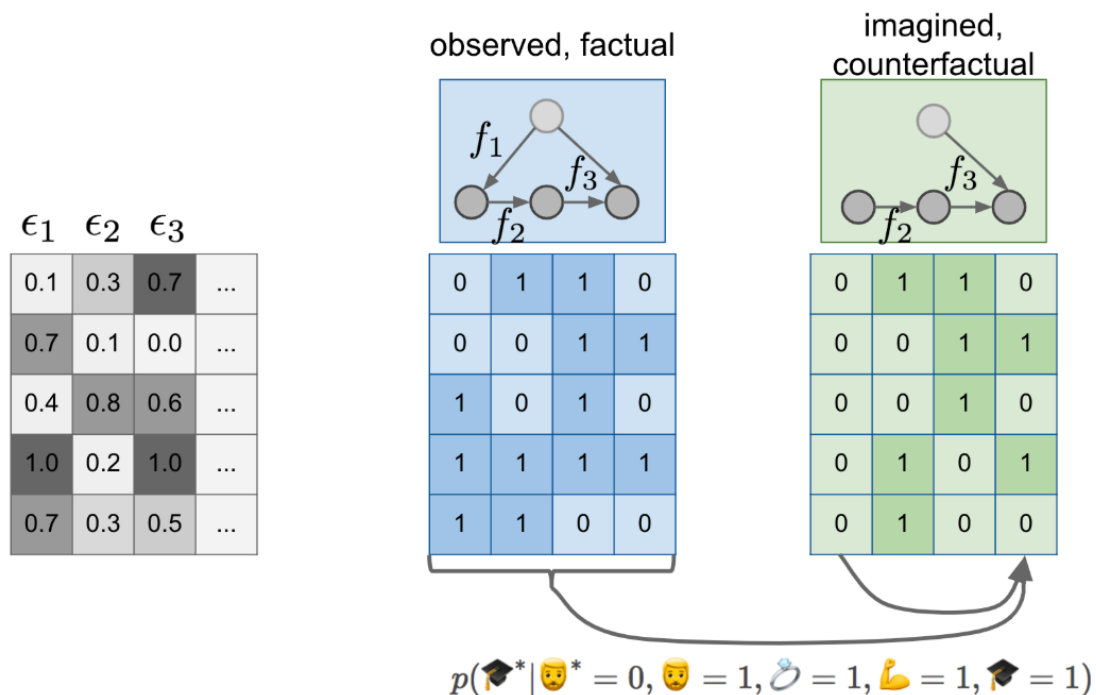 observed, factual
imagined,
counterfactual
f₁
f₃
f₂
f₃
f₂
ϵ₁ ϵ₂ ϵ₃
0.1 0.3 0.7 ...
0.7 0.1 0.0 ...
0.4 0.8 0.6 ...
1.0 0.2 1.0 ...
0.7 0.3 0.5 ...
0 1 1 0
0 0 1 1
1 0 1 0
1 1 1 1
1 1 0 0
0 1 1 0
0 0 1 1
0 0 1 0
0 1 0 1
0 1 0 0
p(🎓*|🧔* = 0, 🧔 = 1, 💍 = 1, 💪 = 1, 🎓 = 1)